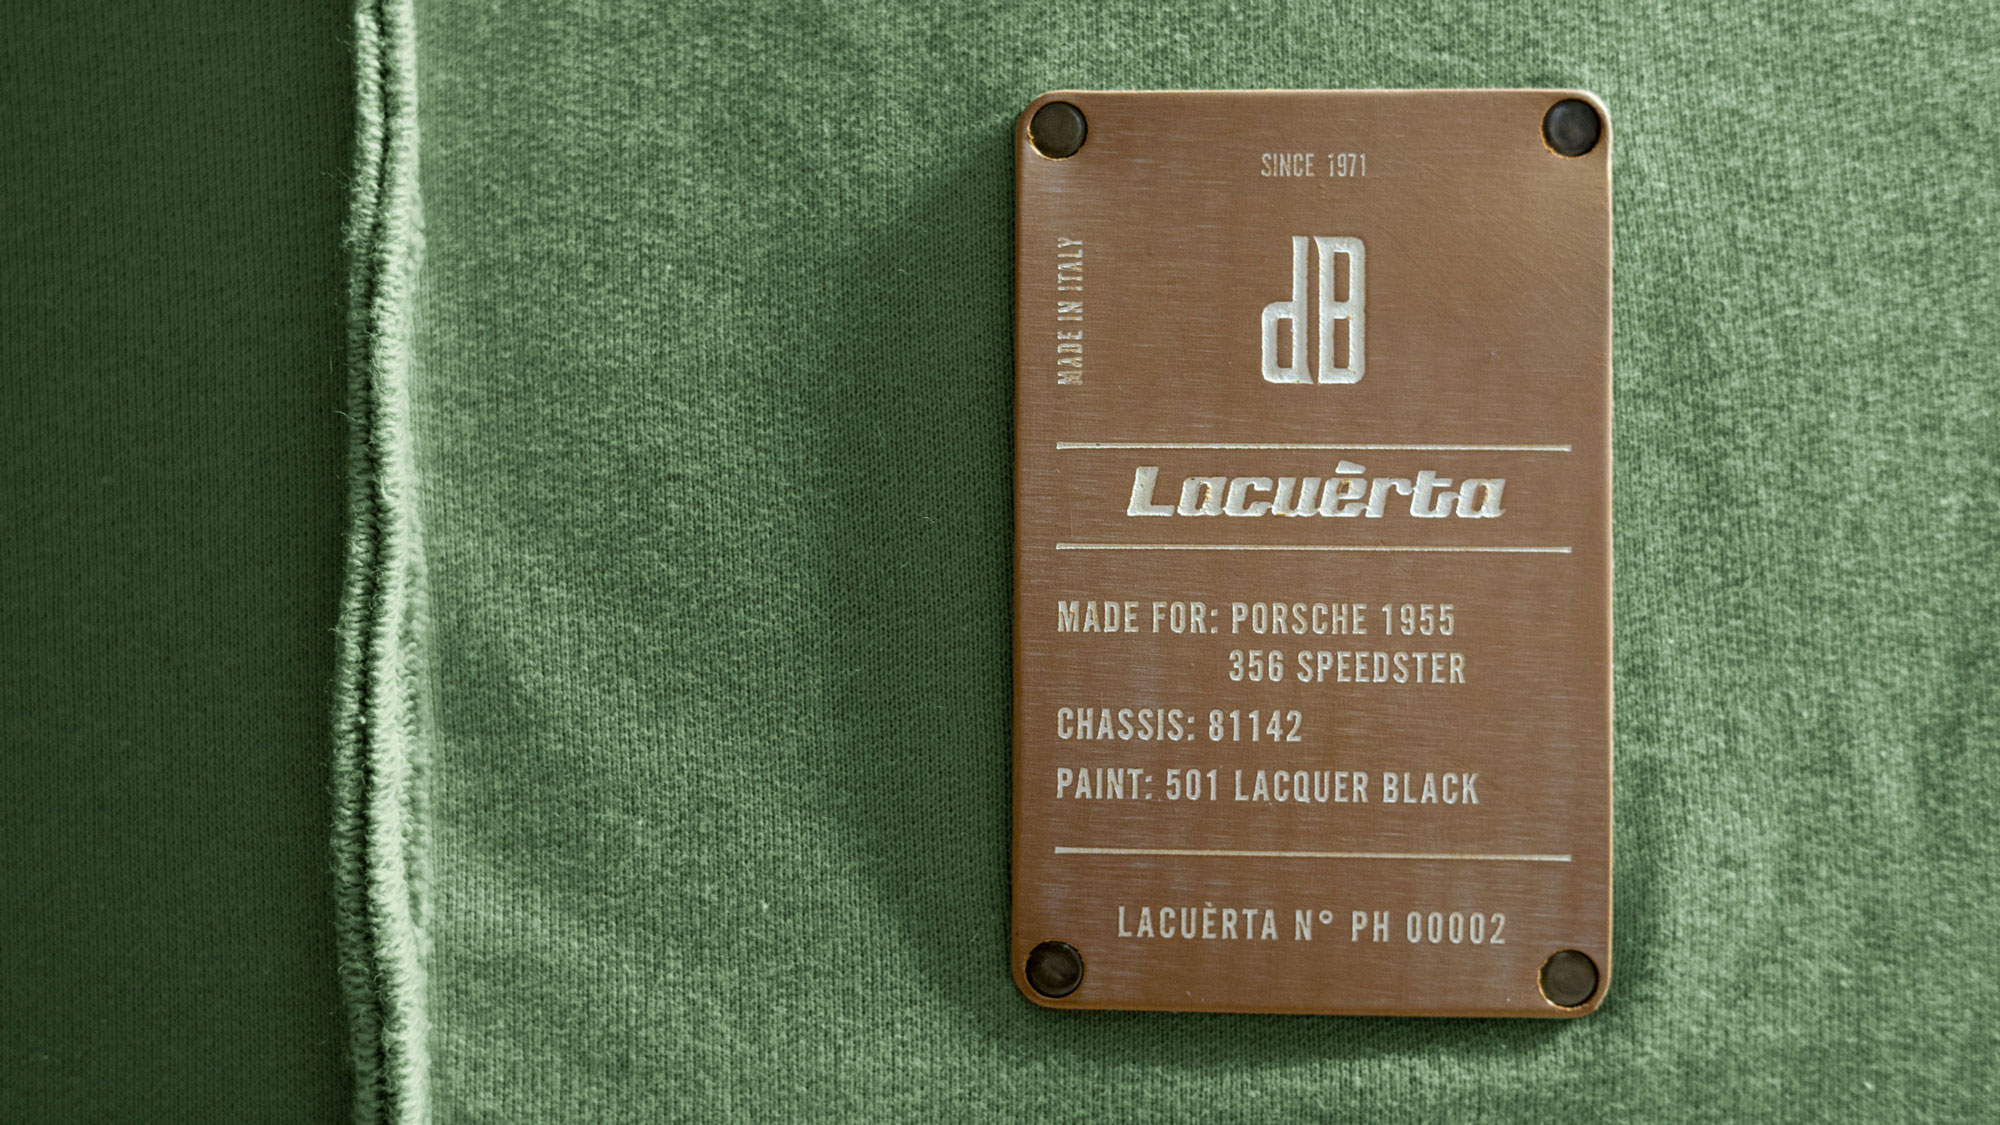 SINCE 1971
MADE IN ITALY
dB
Lacuèrta
MADE FOR: PORSCHE 1955
356 SPEEDSTER
CHASSIS: 81142
PAINT: 501 LACQUER BLACK
LACUÈRTA N° PH 00002